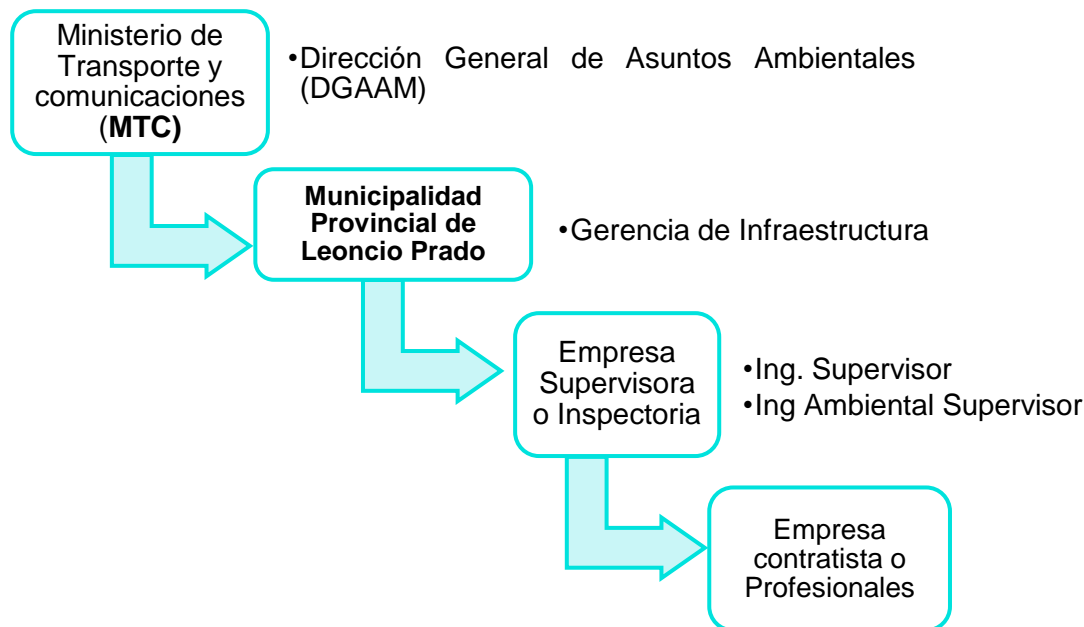 Ministerio de
Transporte y
comunicaciones
(MTC)
•Dirección General de Asuntos Ambientales
(DGAAM)
Municipalidad
Provincial de
Leoncio Prado
•Gerencia de Infraestructura
Empresa
Supervisora
o Inspectoria
•Ing. Supervisor
•Ing Ambiental Supervisor
Empresa
contratista o
Profesionales